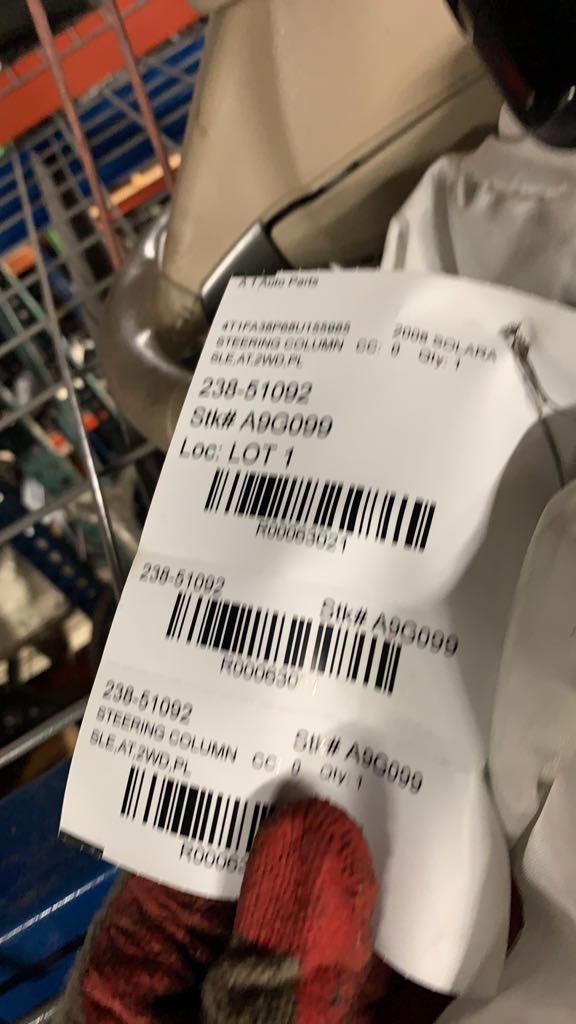 A 1 Auto Parts
2008 SOLARA
STEERING COLUMN CC: 0 Qty: 1
SLE,AT,2WD,PL
238-51092
Stk# A9G099
Loc: LOT 1
R00063021
238-51092
Stk# A9G099
R000630
238-51092
Stk# A9G099
STEERING COLUMN CC: 0 Qty 1
SLE,AT,2WD,PL
R00063